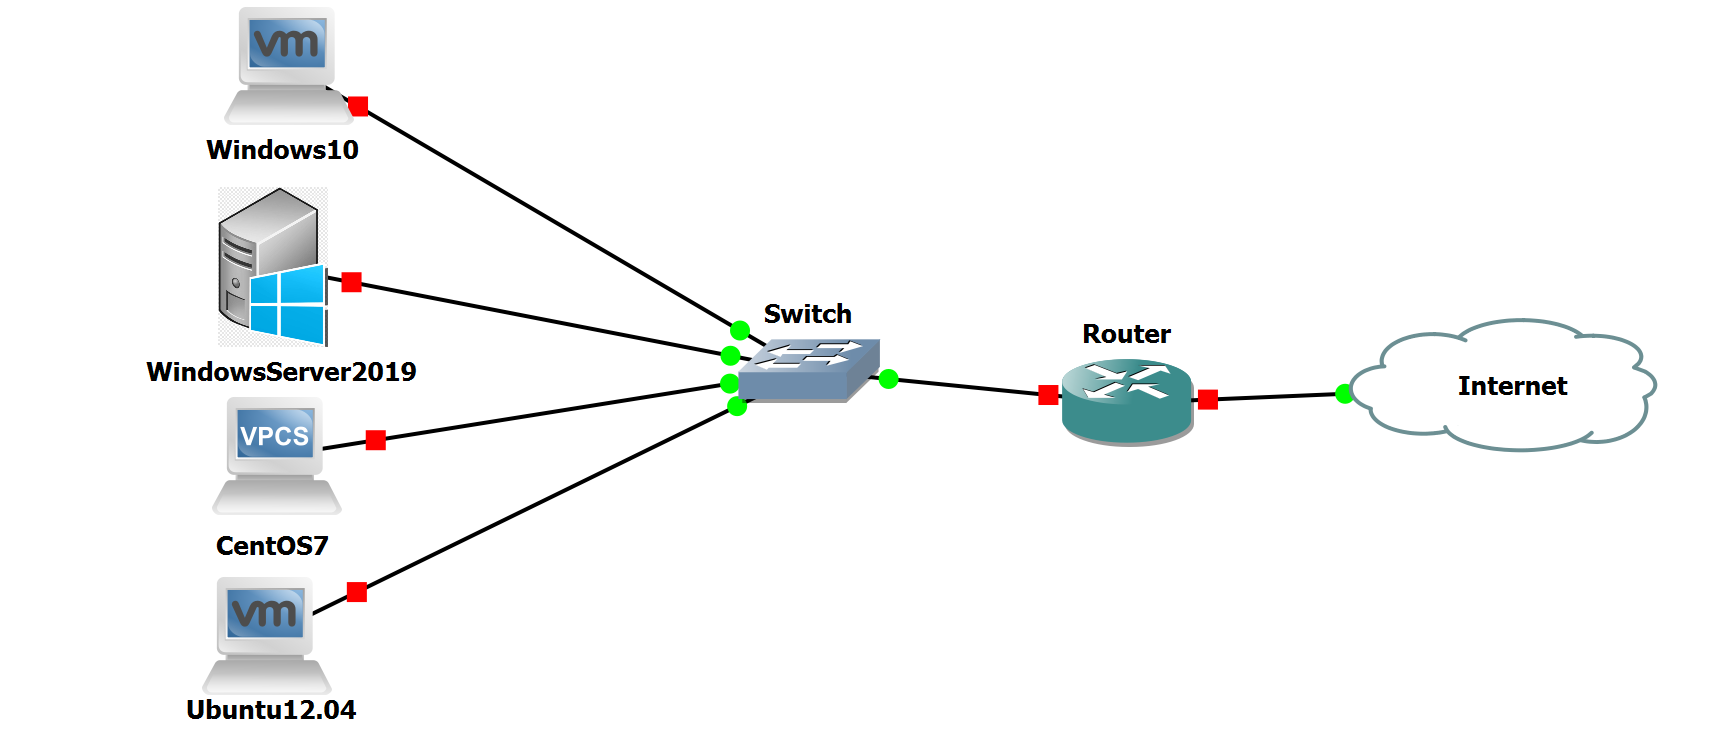 vm
Windows10
WindowsServer2019
VPCS
CentOS7
vm
Ubuntu12.04
Switch
Router
Internet